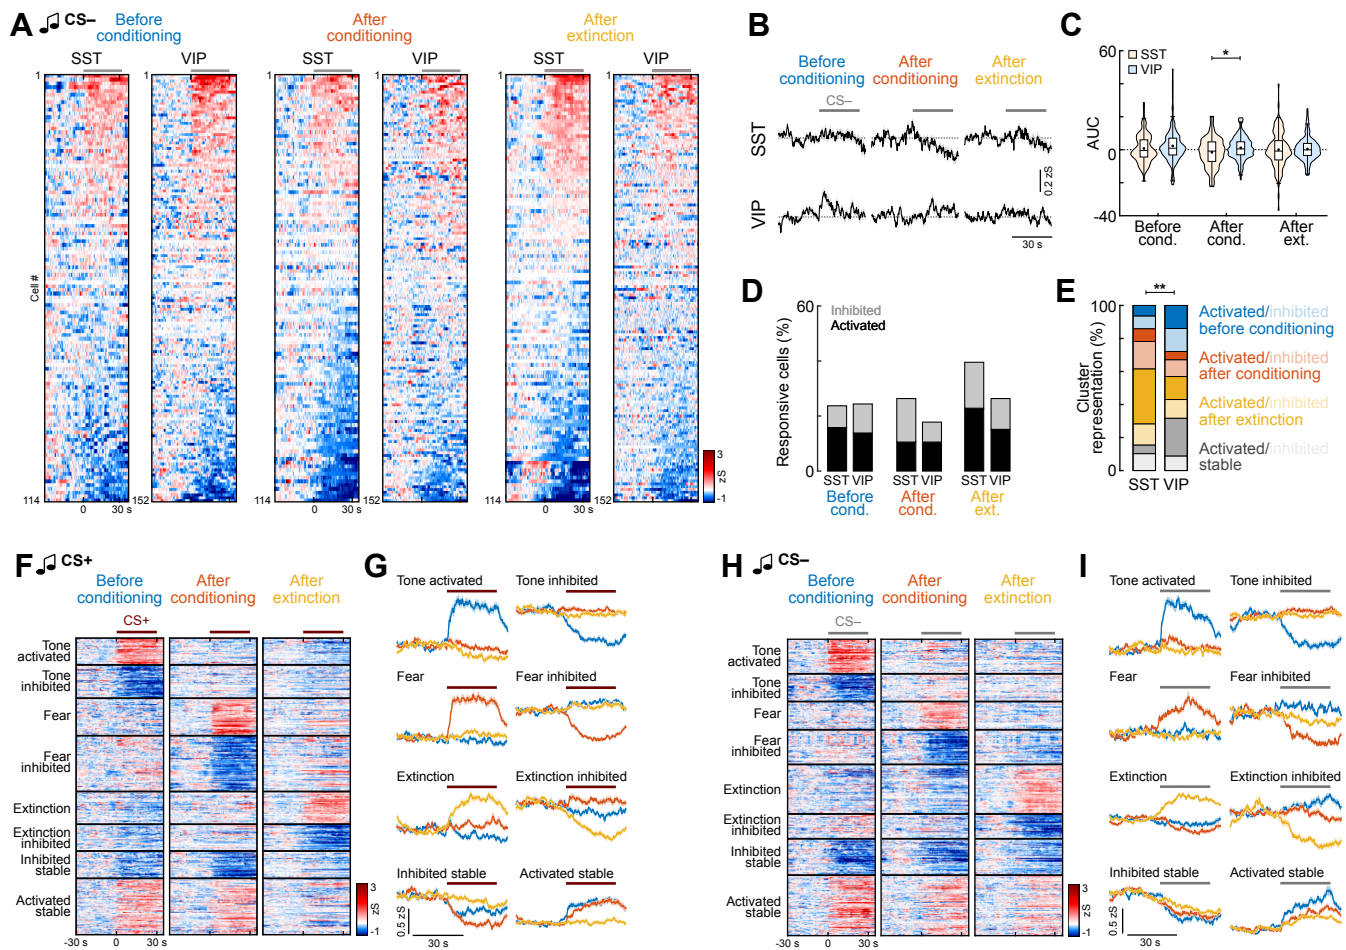 A
CS–
Before
conditioning
After
conditioning
After
extinction
SST
VIP
SST
VIP
SST
VIP
1
1
1
1
1
1
Cell #
114
152
114
152
114
152
0
30 s
0
30 s
0
30 s
3
zS
-1
B
Before
conditioning
After
conditioning
After
extinction
CS–
SST
VIP
0.2 zS
30 s
C
60
SST
VIP
*
AUC
0
-40
Before
cond.
After
cond.
After
ext.
D
60
Inhibited
Activated
Responsive cells (%)
0
SST VIP
SST VIP
SST VIP
Before
cond.
After
cond.
After
ext.
E
**
100
Cluster
representation (%)
0
SST VIP
Activated/inhibited
before conditioning
Activated/inhibited
after conditioning
Activated/inhibited
after extinction
Activated/inhibited
stable
F
CS+
Before
conditioning
After
conditioning
After
extinction
CS+
Tone
activated
Tone
inhibited
Fear
Fear
inhibited
Extinction
Extinction
inhibited
Inhibited
stable
Activated
stable
-30 s
0
30 s
3
zS
-1
G
Tone activated
Tone inhibited
Fear
Fear inhibited
Extinction
Extinction inhibited
Inhibited stable
Activated stable
0.5 zS
30 s
H
CS–
Before
conditioning
After
conditioning
After
extinction
CS–
Tone
activated
Tone
inhibited
Fear
Fear
inhibited
Extinction
Extinction
inhibited
Inhibited
stable
Activated
stable
-30 s
0
30 s
3
zS
-1
I
Tone activated
Tone inhibited
Fear
Fear inhibited
Extinction
Extinction inhibited
Inhibited stable
Activated stable
0.5 zS
30 s